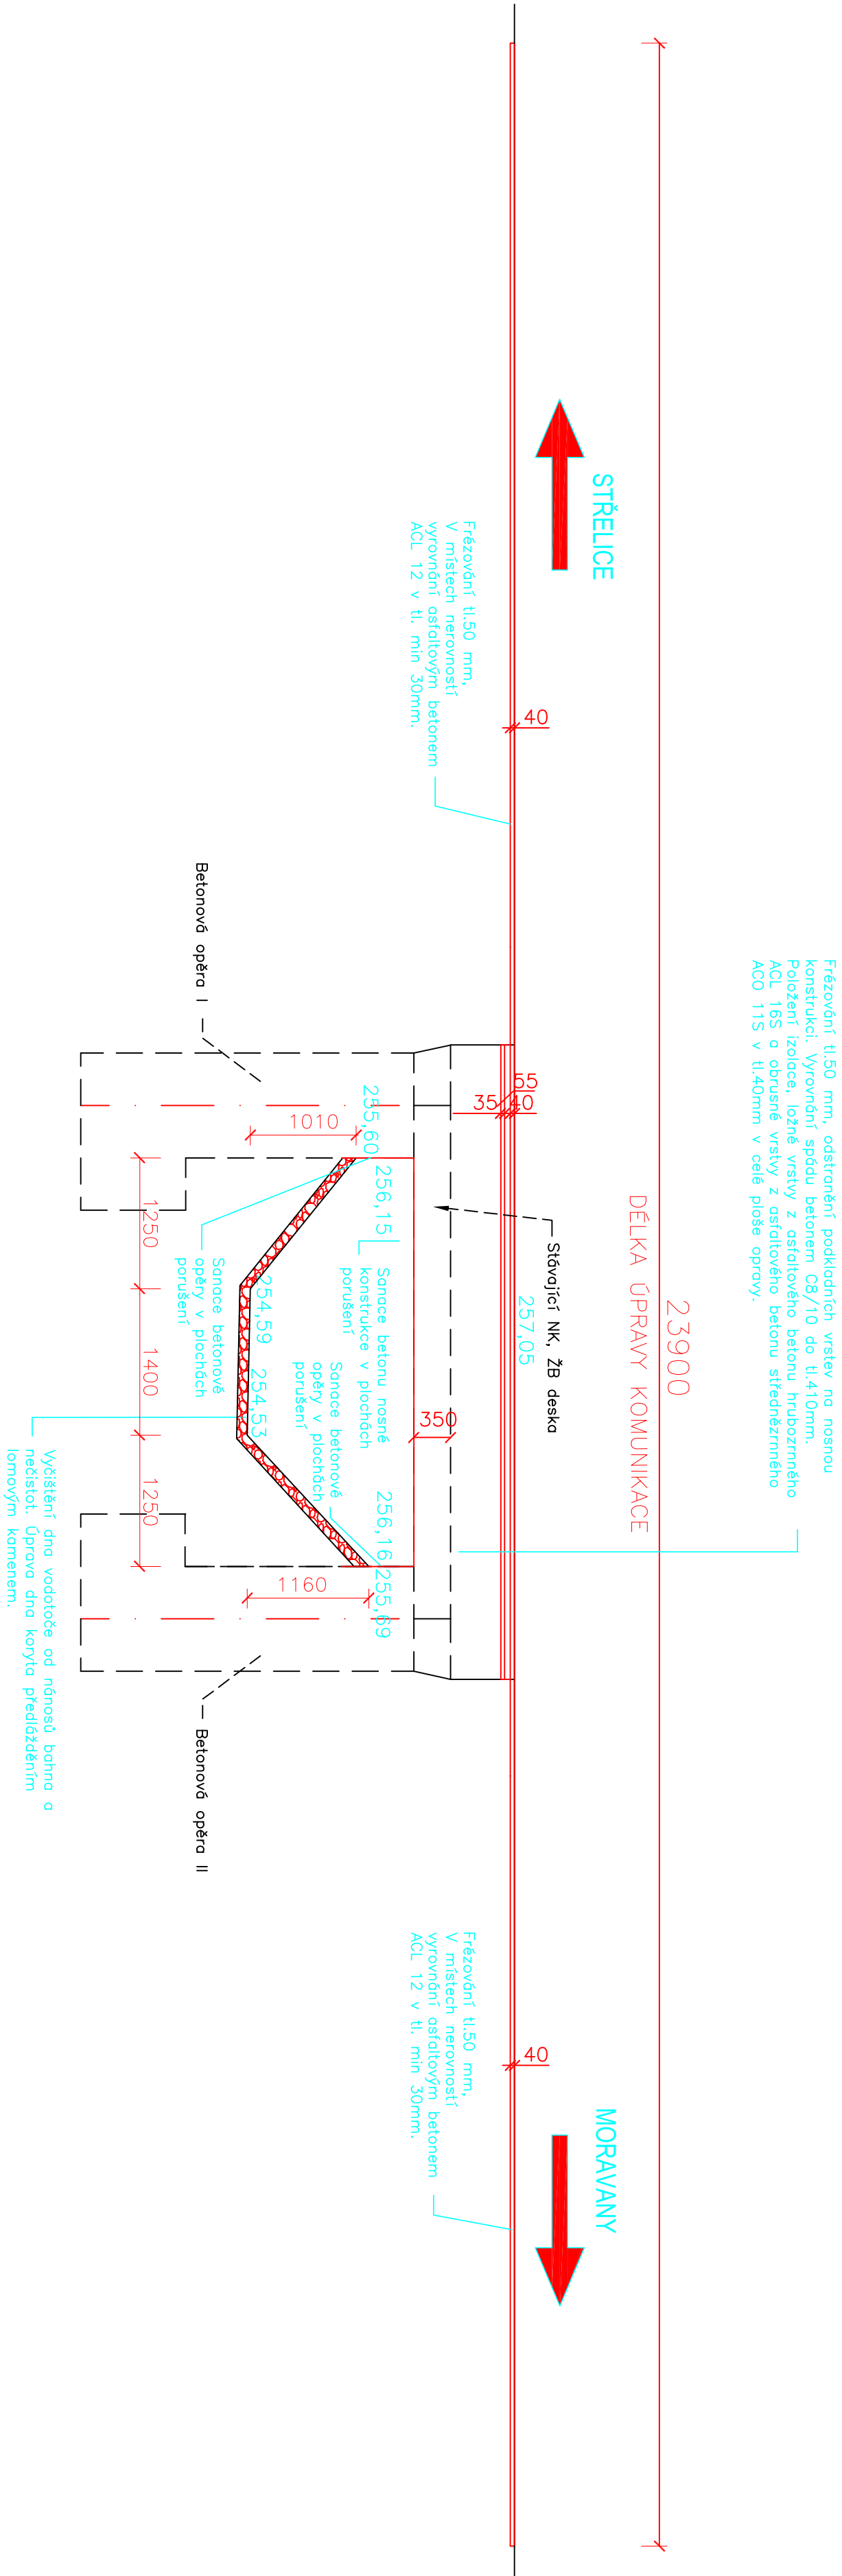 Frézování tl.50 mm, odstranění podkladních vrstev na nosnou
konstrukci. Vyrovnání spádu betonem C8/10 do tl.410mm.
Položení izolace, ložné vrstvy z asfaltového betonu hrubozrnného
ACL 16S a obrusné vrstvy z asfaltového betonu střednězrnného
ACO 11S v tl.40mm v celé ploše opravy.
23900
DÉLKA ÚPRAVY KOMUNIKACE
STŘELICE
MORAVANY
Stávající NK, ŽB deska
257,05
40
55
35
40
40
Frézování tl.50 mm,
V místech nerovností
vyrovnání asfaltovým betonem
ACL 12 v tl. min 30mm.
Frézování tl.50 mm,
V místech nerovností
vyrovnání asfaltovým betonem
ACL 12 v tl. min 30mm.
350
256,15
256,16
255,60
255,69
Sanace betonu nosné
konstrukce v plochách
porušení
Sanace betonové
opěry v plochách
porušení
1010
1160
254,59
254,53
Sanace betonové
opěry v plochách
porušení
Betonová opěra I
Betonová opěra II
1250
1400
1250
Vyčištění dna vodotoče od nánosů bahna a
nečistot. Úprava dna koryta předlážděním
lomovým kamenem.